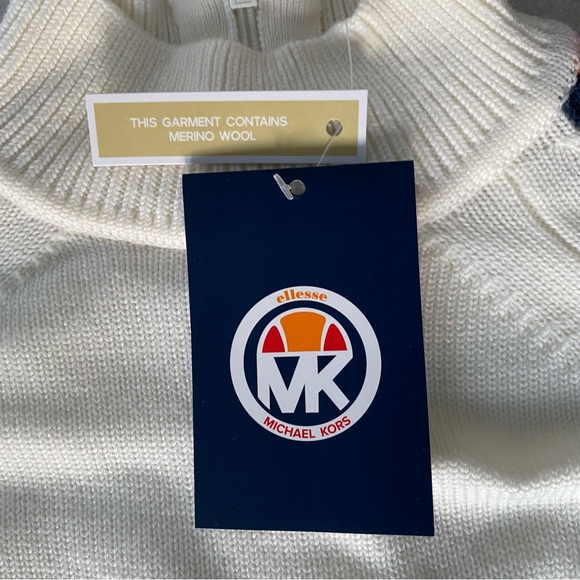 THIS GARMENT CONTAINS
MERINO WOOL
ellesse
MK
MICHAEL KORS